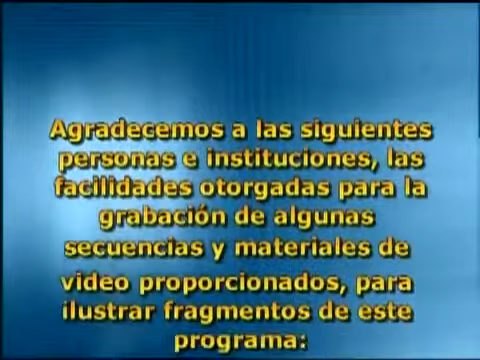 Agradecemos a las siguientes
personas e instituciones, las
facilidades otorgadas para la
grabación de algunas
secuencias y materiales de
video proporcionados, para
ilustrar fragmentos de este
programa: